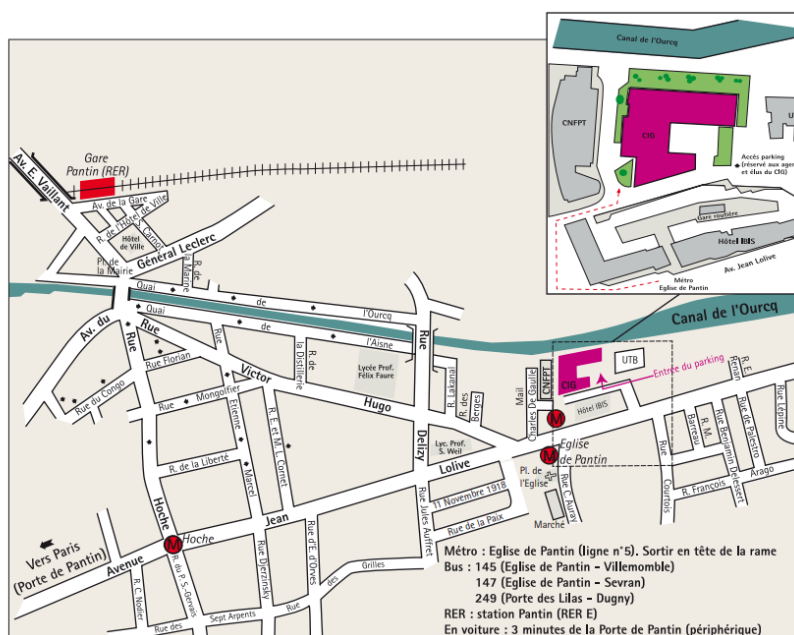 Canal de l'Ourcq
CNFPT
CIG
U
Accès parking
(réservé aux agen
et élus du CIG)
Gare routière
Hôtel IBIS
Av. Jean Lolive
Métro
Eglise de Pantin
Gare
Pantin (RER)
Av. E. Vaillant
Av. de la Gare
R. de l'Hôtel de Ville
Hôtel
de Ville
S. Carnot
Pl. de
la Mairie
Général Leclerc
R. de
la Marine
Quai de l'Ourcq
Quai de l'Aisne
Canal de l'Ourcq
Av. du
Rue
Hoche
Rue Victor Hugo
Rue Florian
Rue du Congo
Rue Mongolfier
Rue Etienne Marcel
R. E. et M. L. Cornet
R. de
la Distillerie
Lycée Prof.
Félix Faure
Rue Delizy
R. Lakanal
R. des
Berges
Lyc. Prof.
S. Weil
Mail
Charles De Gaulle
CNFPT
CIG
UTB
Entrée du parking
Hôtel IBIS
M
M
Eglise
de Pantin
Pl. de
l'Eglise
Marché
Rue C. Auray
11 Novembre 1918
Rue de la Paix
Rue Jules Auffret
R. de la Liberté
Avenue Jean Lolive
M
Hoche
Vers Paris
(Porte de Pantin)
R. C. Nodier
R. du P. S.-Gervais
Rue Djerzinsky
Rue d'E. d'Orves
Rue des Grilles
Rue des Sept Arpents
Rue
Courtois
R. M.
Barreau
Rue Benjamin Delessert
Rue de Palestro
R. E.
Renan
Rue Lépine
R. François Arago
Métro : Eglise de Pantin (ligne n°5). Sortir en tête de la rame
Bus : 145 (Eglise de Pantin – Villemomble)
147 (Eglise de Pantin – Sevran)
249 (Porte des Lilas – Dugny)
RER : station Pantin (RER E)
En voiture : 3 minutes de la Porte de Pantin (périphérique)